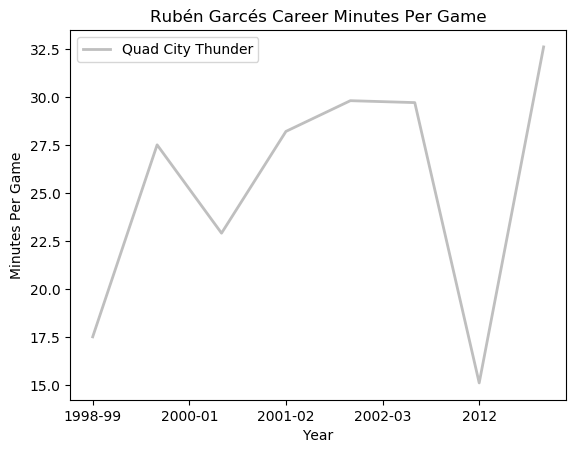 Rubén Garcés Career Minutes Per Game
Quad City Thunder
32.5
30.0
27.5
25.0
22.5
20.0
17.5
15.0
Minutes Per Game
1998-99 2000-01 2001-02 2002-03 2012
Year